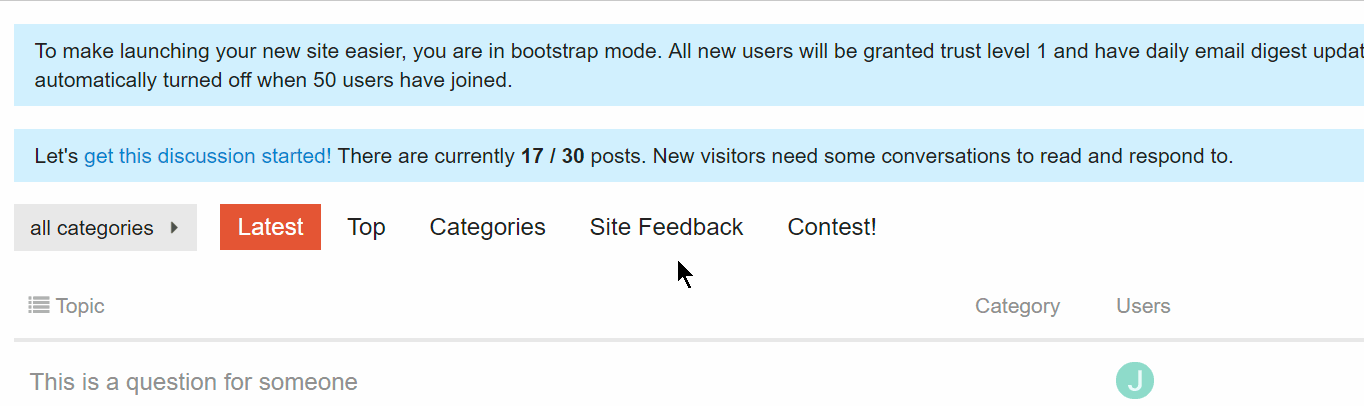 To make launching your new site easier, you are in bootstrap mode. All new users will be granted trust level 1 and have daily email digest
automatically turned off when 50 users have joined.
Let's get this discussion started! There are currently 17 / 30 posts. New visitors need some conversations to read and respond to.
all categories Latest Top Categories Site Feedback Contest!
Topic Category Users
This is a question for someone J